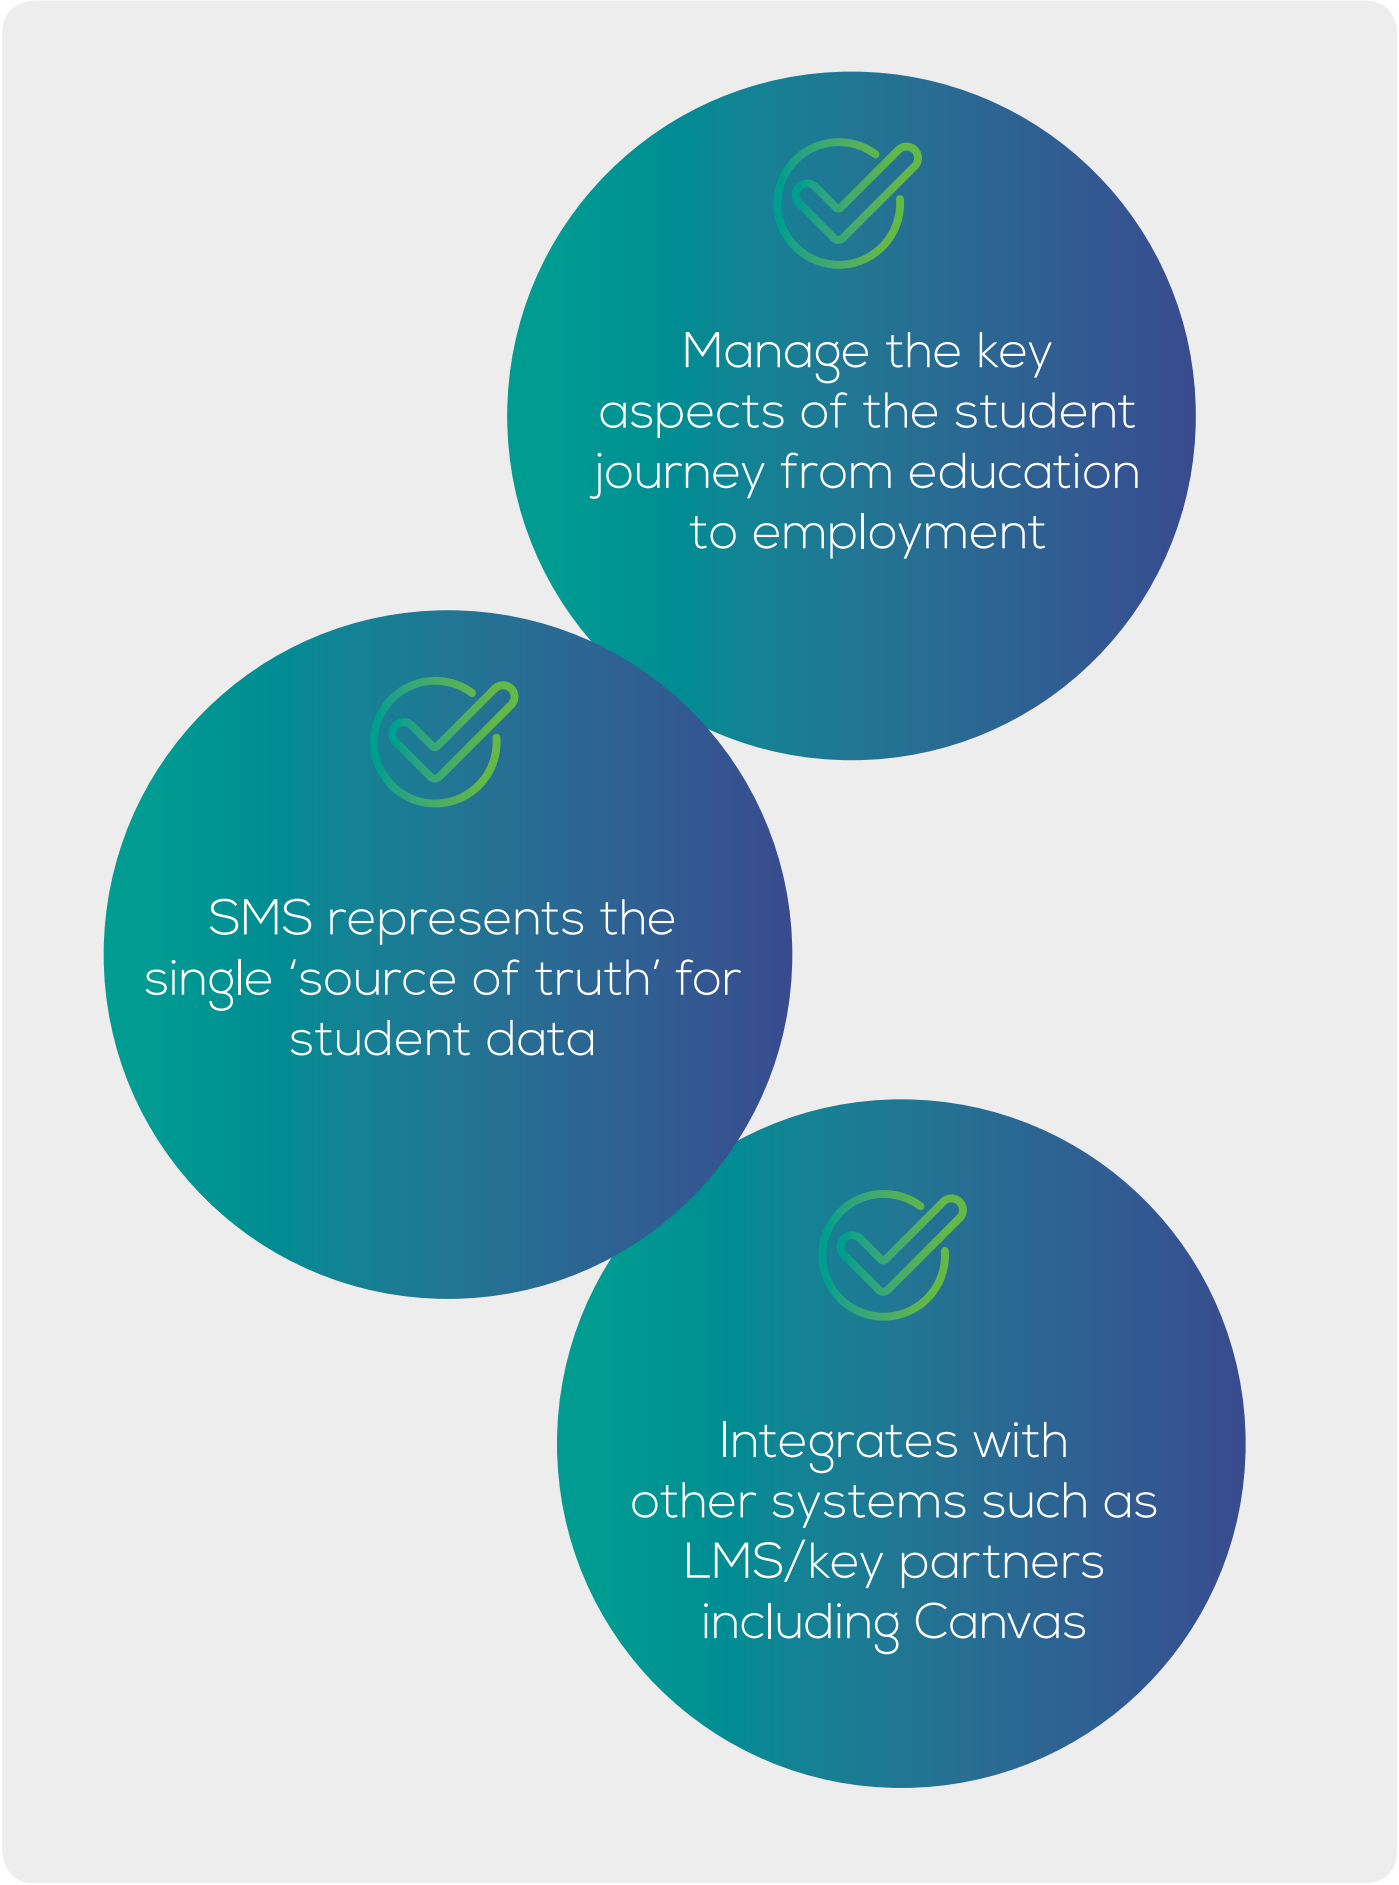 Manage the key
aspects of the student
journey from education
to employment
SMS represents the
single ‘source of truth’ for
student data
Integrates with
other systems such as
LMS/key partners
including Canvas